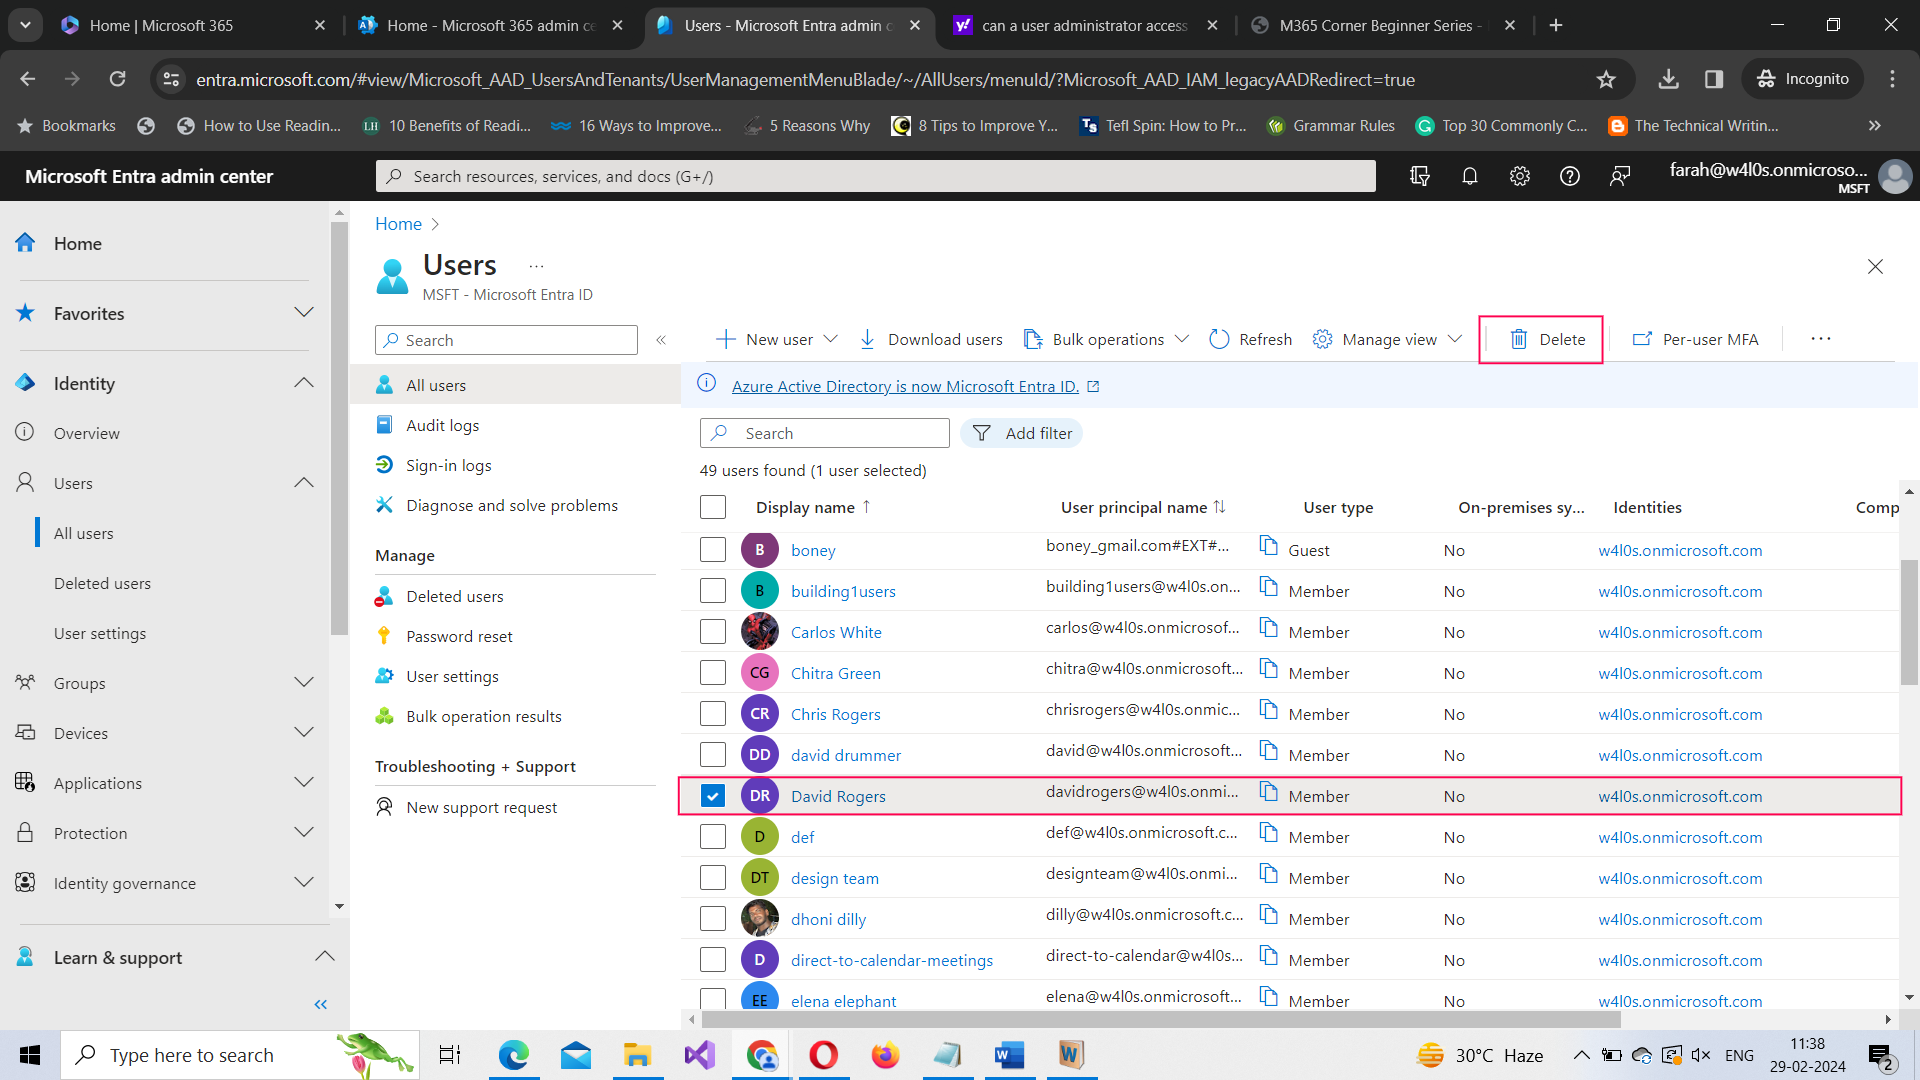 Home | Microsoft 365
Home - Microsoft 365 admin ce
Users - Microsoft Entra admin c
can a user administrator access
M365 Corner Beginner Series -
entra.microsoft.com/#view/Microsoft_AAD_UsersAndTenants/UserManagementMenuBlade/~/AllUsers/menuId/?Microsoft_AAD_IAM_legacyAADRedirect=true
Incognito
Bookmarks
How to Use Readin...
LH 10 Benefits of Readi...
16 Ways to Improve...
5 Reasons Why
8 Tips to Improve Y...
Ts Tefl Spin: How to Pr...
Grammar Rules
Top 30 Commonly C...
The Technical Writin...
Microsoft Entra admin center
Search resources, services, and docs (G+/)
farah@w4l0s.onmicroso...
MSFT
Home
Favorites
Identity
Overview
Users
All users
Deleted users
User settings
Groups
Devices
Applications
Protection
Identity governance
Learn & support
Home >
Users ...
MSFT - Microsoft Entra ID
Search
All users
Audit logs
Sign-in logs
Diagnose and solve problems
Manage
Deleted users
Password reset
User settings
Bulk operation results
Troubleshooting + Support
New support request
New user
Download users
Bulk operations
Refresh
Manage view
Delete
Per-user MFA
...
Azure Active Directory is now Microsoft Entra ID.
Search
Add filter
49 users found (1 user selected)
Display name ↑ User principal name ↑↓ User type On-premises sy... Identities Comp
B boney boney_gmail.com#EXT#... Guest No w4l0s.onmicrosoft.com
B building1users building1users@w4l0s.on... Member No w4l0s.onmicrosoft.com
Carlos White carlos@w4l0s.onmicrosof... Member No w4l0s.onmicrosoft.com
CG Chitra Green chitra@w4l0s.onmicrosoft... Member No w4l0s.onmicrosoft.com
CR Chris Rogers chrisrogers@w4l0s.onmic... Member No w4l0s.onmicrosoft.com
DD david drummer david@w4l0s.onmicrosoft... Member No w4l0s.onmicrosoft.com
DR David Rogers davidrogers@w4l0s.onmi... Member No w4l0s.onmicrosoft.com
D def def@w4l0s.onmicrosoft.c... Member No w4l0s.onmicrosoft.com
DT design team designteam@w4l0s.onmi... Member No w4l0s.onmicrosoft.com
dhoni dilly dilly@w4l0s.onmicrosoft.c... Member No w4l0s.onmicrosoft.com
D direct-to-calendar-meetings direct-to-calendar@w4l0s... Member No w4l0s.onmicrosoft.com
EE elena elephant elena@w4l0s.onmicrosoft... Member No w4l0s.onmicrosoft.com
Type here to search
30°C Haze
ENG
11:38
29-02-2024
2